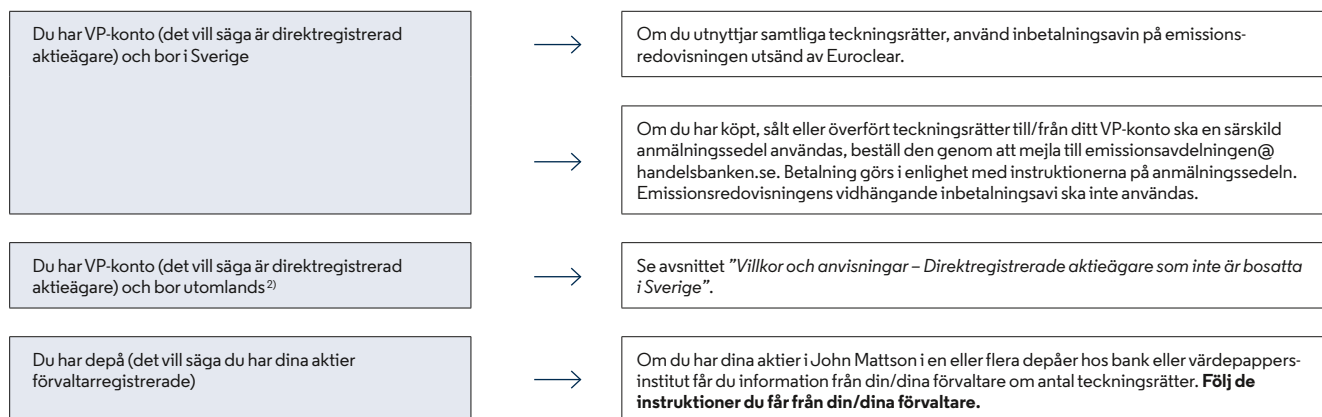 Du har VP-konto (det vill säga är direktregistrerad
aktieägare) och bor i Sverige
Om du utnyttjar samtliga teckningsrätter, använd inbetalningsavin på emissions-
redovisningen utsänd av Euroclear.
Om du har köpt, sålt eller överfört teckningsrätter till/från ditt VP-konto ska en särskild
anmälningssedel användas, beställ den genom att mejla till emissionsavdelningen@
handelsbanken.se. Betalning görs i enlighet med instruktionerna på anmälningssedeln.
Emissionsredovisningens vidhängande inbetalningsavi ska inte användas.
Du har VP-konto (det vill säga är direktregistrerad
aktieägare) och bor utomlands 2)
Se avsnittet "Villkor och anvisningar – Direktregistrerade aktieägare som inte är bosatta
i Sverige".
Du har depå (det vill säga du har dina aktier
förvaltarregistrerade)
Om du har dina aktier i John Mattson i en eller flera depåer hos bank eller värdepappers-
institut får du information från din/dina förvaltare om antal teckningsrätter. Följ de
instruktioner du får från din/dina förvaltare.